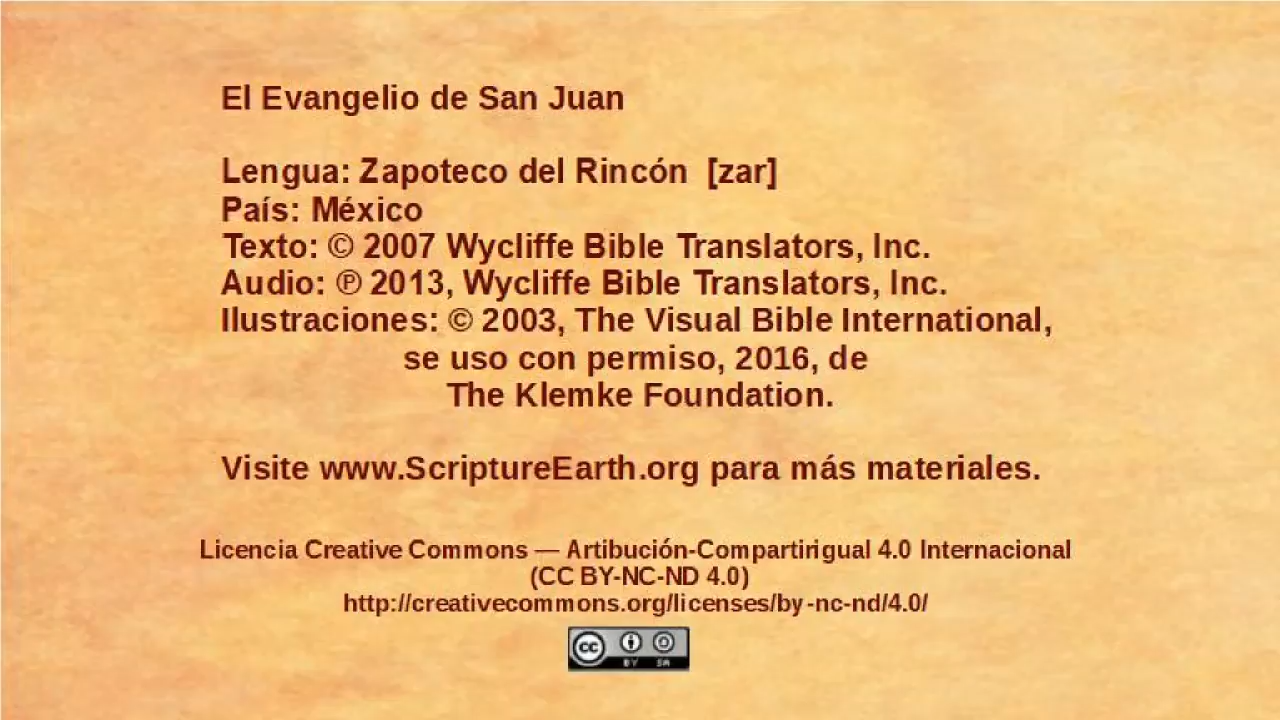 El Evangelio de San Juan
Lengua: Zapoteco del Rincón [zar]
País: México
Texto: © 2007 Wycliffe Bible Translators, Inc.
Audio: ℗ 2013, Wycliffe Bible Translators, Inc.
Ilustraciones: © 2003, The Visual Bible International,
se uso con permiso, 2016, de
The Klemke Foundation.
Visite www.ScriptureEarth.org para más materiales.
Licencia Creative Commons — Artibución-Compartirigual 4.0 Internacional
(CC BY-NC-ND 4.0)
http://creativecommons.org/licenses/by-nc-nd/4.0/
cc
BY SA